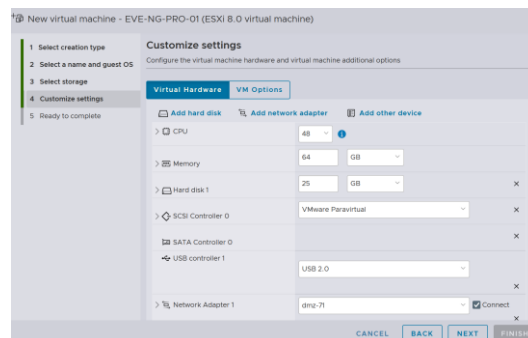 New virtual machine - EVE-NG-PRO-01 (ESXi 8.0 virtual machine)
1 Select creation type
2 Select a name and guest OS
3 Select storage
4 Customize settings
5 Ready to complete
Customize settings
Configure the virtual machine hardware and virtual machine additional options
Virtual Hardware VM Options
Add hard disk Add network adapter Add other device
CPU 48
Memory 64 GB
Hard disk 1 25 GB
SCSI Controller 0 VMware Paravirtual
SATA Controller 0
USB controller 1
USB 2.0
Network Adapter 1 dmz-71 Connect
CANCEL BACK NEXT FINISH